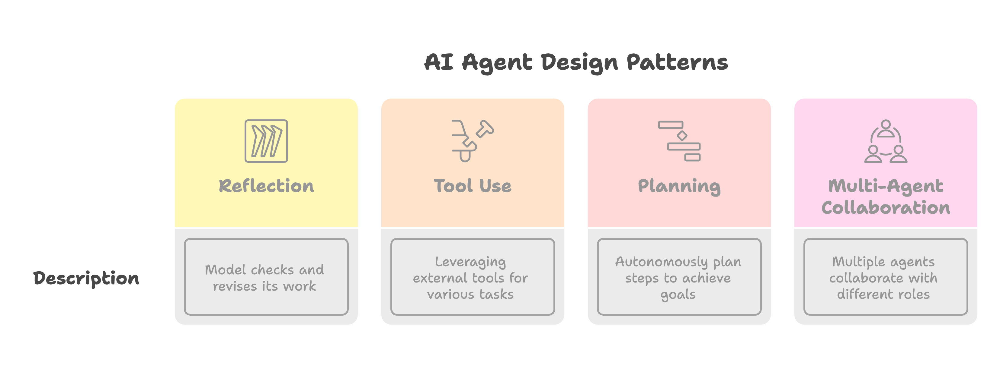 AI Agent Design Patterns
Reflection
Tool Use
Planning
Multi-Agent
Collaboration
Description
Model checks and
revises its work
Leveraging
external tools for
various tasks
Autonomously plan
steps to achieve
goals
Multiple agents
collaborate with
different roles